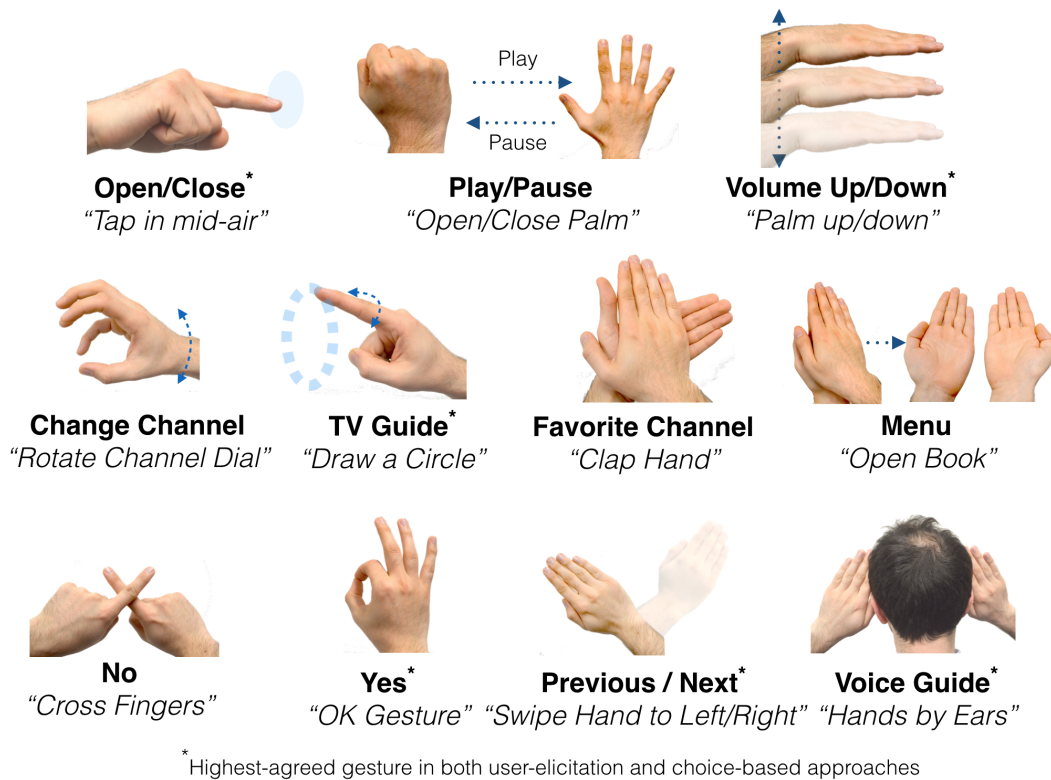 Play
Pause
Open/Close*
“Tap in mid-air”
Play/Pause
“Open/Close Palm”
Volume Up/Down*
“Palm up/down”
Change Channel
“Rotate Channel Dial”
TV Guide*
“Draw a Circle”
Favorite Channel
“Clap Hand”
Menu
“Open Book”
No
“Cross Fingers”
Yes*
“OK Gesture”
Previous / Next*
“Swipe Hand to Left/Right”
Voice Guide*
“Hands by Ears”
*Highest-agreed gesture in both user-elicitation and choice-based approaches